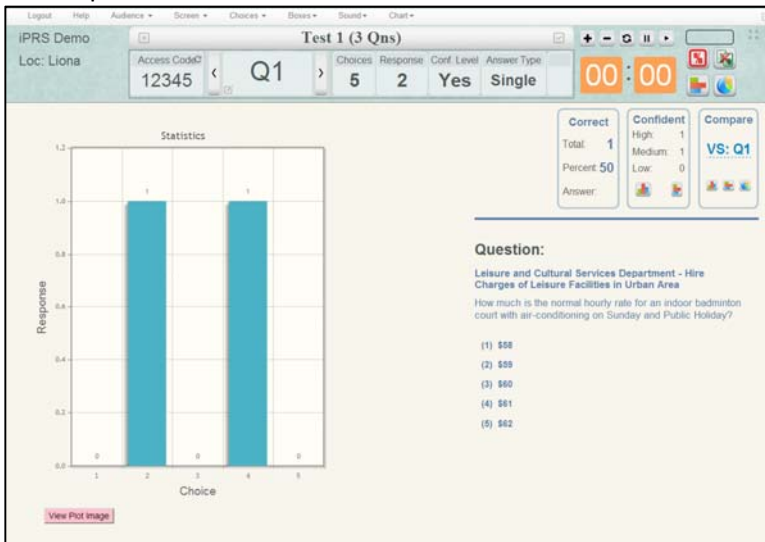 Logout Help Audience Screen Choices Boxes Sound Chart
iPRS Demo
Loc: Liona
Test 1 (3 Qns)
Access Code
12345
Q1
Choices
5
Response
2
Conf. Level
Yes
Answer Type
Single
00 : 00
Correct
Total: 1
Percent: 50
Answer:
Confident
High: 1
Medium: 1
Low: 0
Compare
VS: Q1
Statistics
Response
1.2
1.0
0.8
0.6
0.4
0.2
0.0
0 1 0 1 0
1 2 3 4 5
Choice
View Plot Image
Question:
Leisure and Cultural Services Department - Hire
Charges of Leisure Facilities in Urban Area
How much is the normal hourly rate for an indoor badminton
court with air-conditioning on Sunday and Public Holiday?
(1) $58
(2) $59
(3) $60
(4) $61
(5) $62